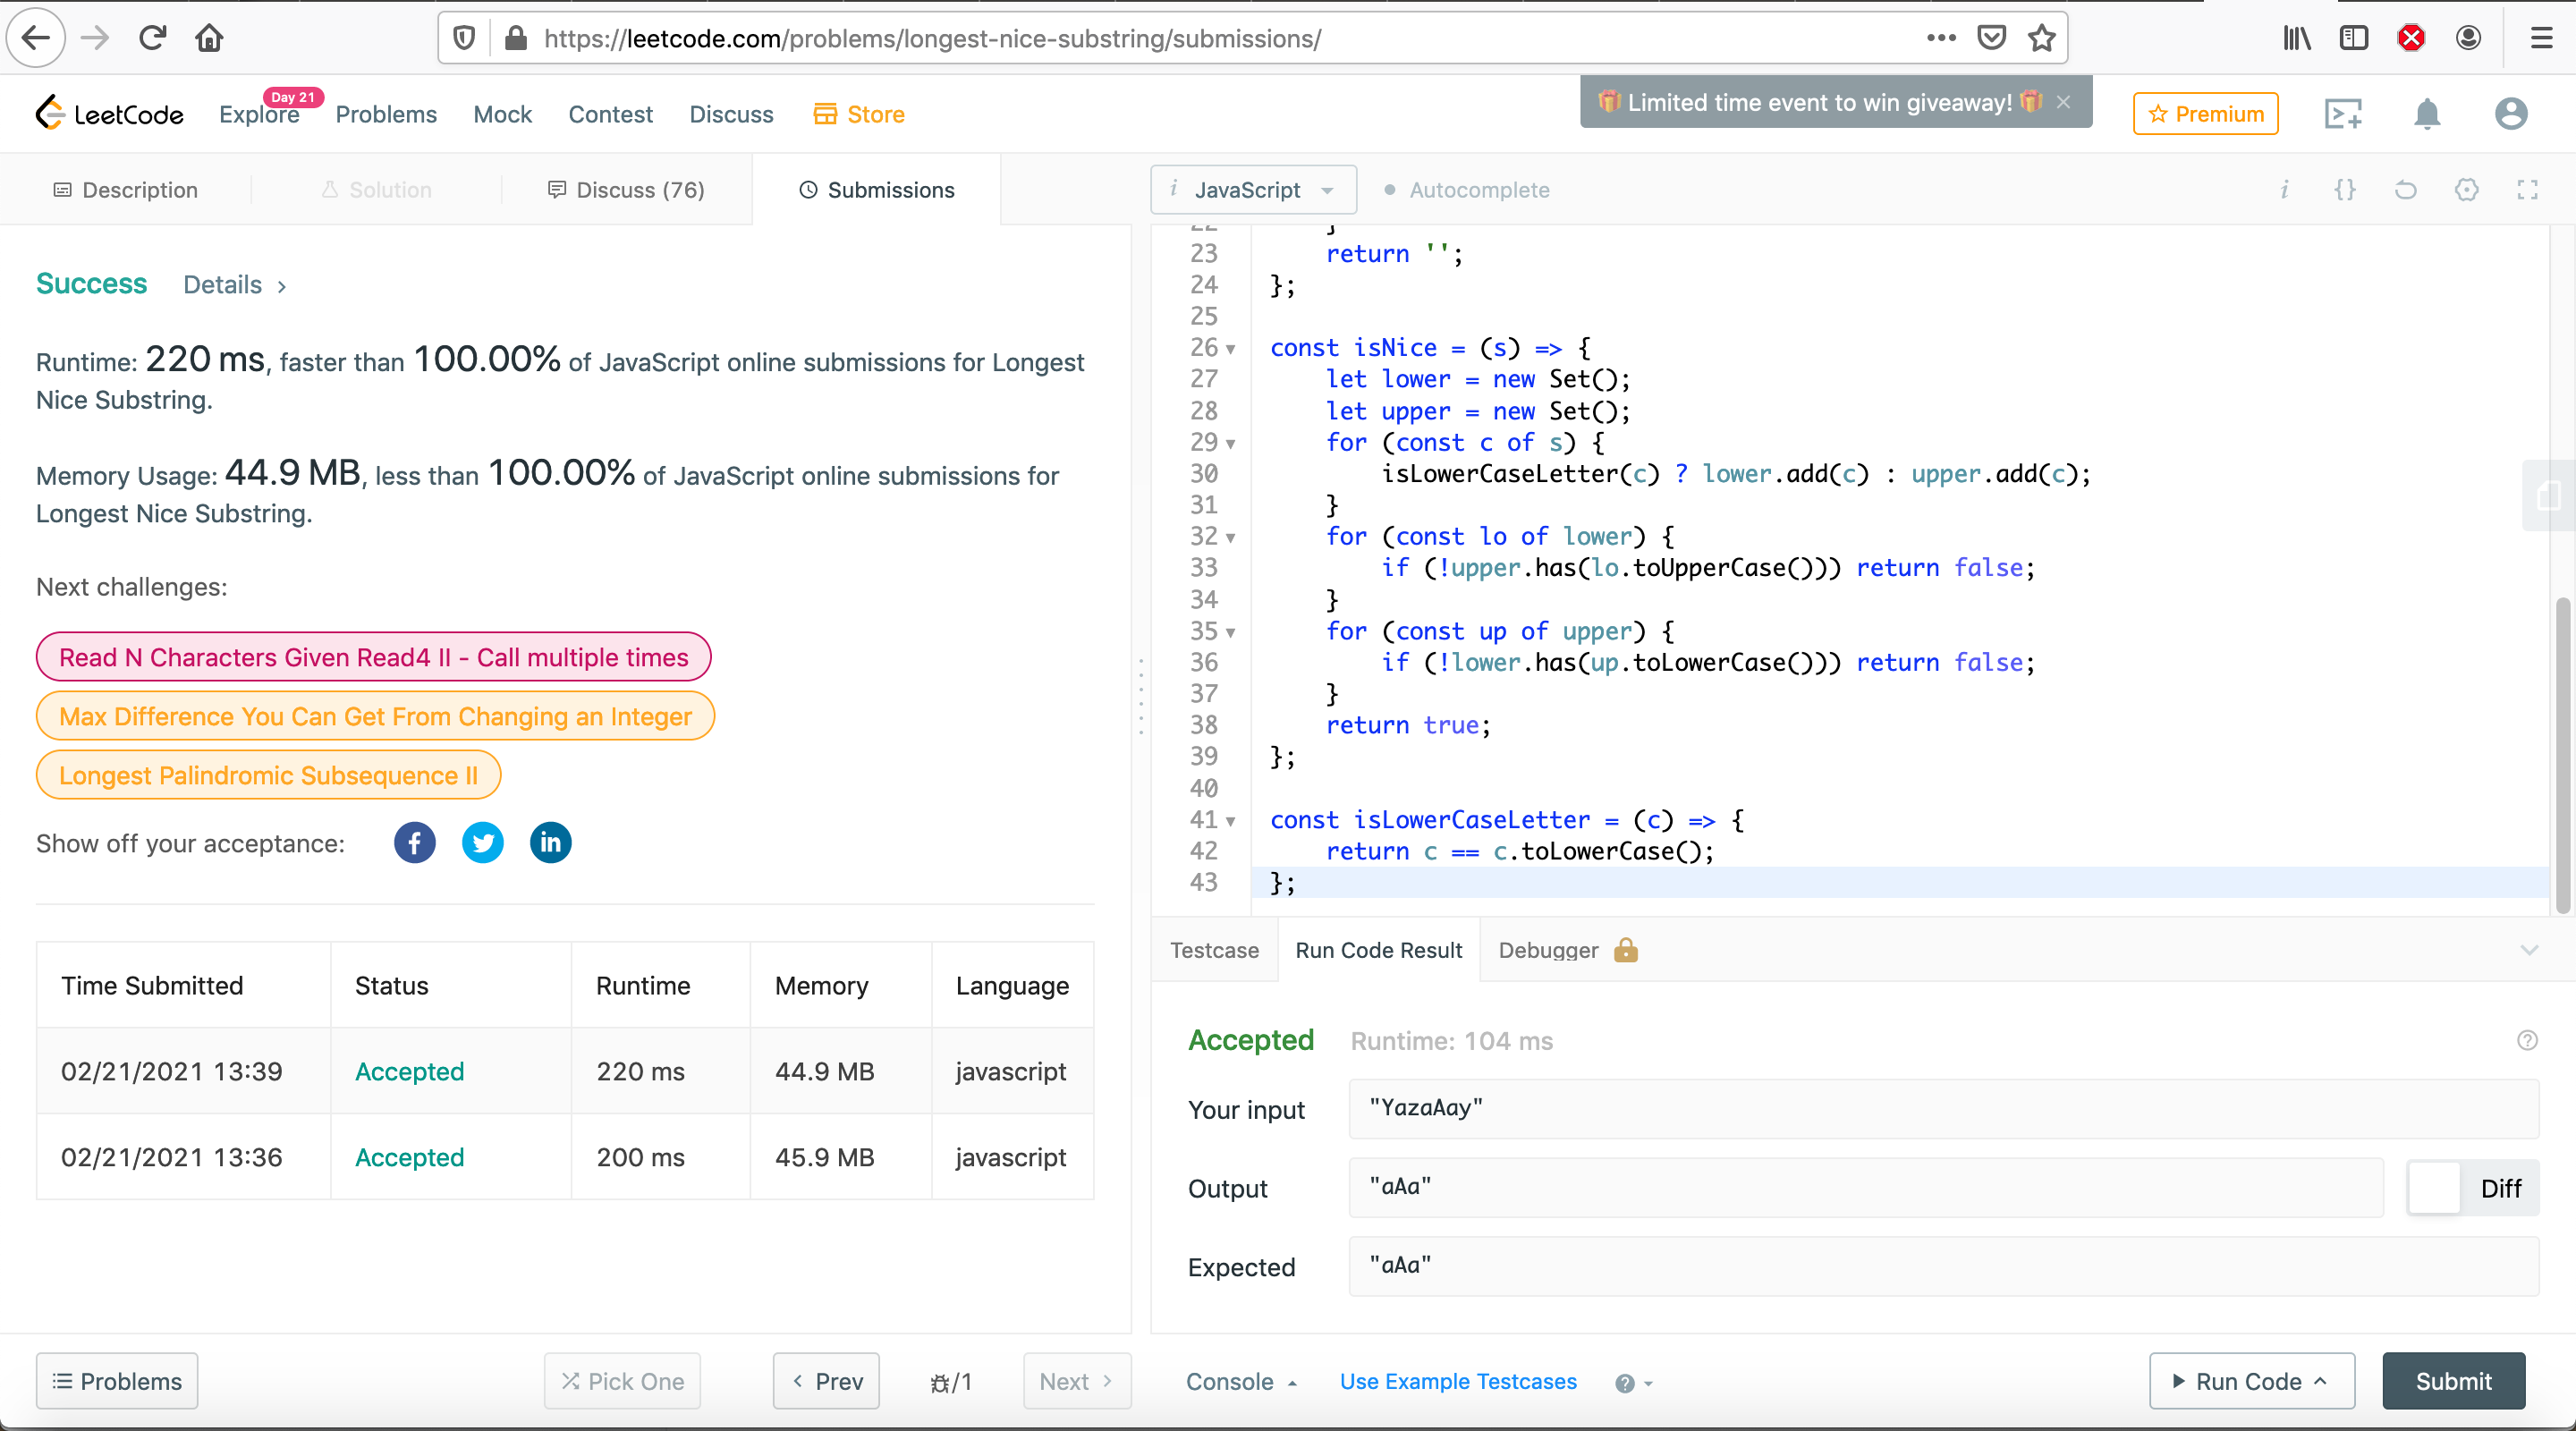 https://leetcode.com/problems/longest-nice-substring/submissions/
LeetCode
Explore
Day 21
Problems
Mock
Contest
Discuss
Store
Limited time event to win giveaway!
Premium
Description
Solution
Discuss (76)
Submissions
Success
Details
Runtime: 220 ms, faster than 100.00% of JavaScript online submissions for Longest
Nice Substring.
Memory Usage: 44.9 MB, less than 100.00% of JavaScript online submissions for
Longest Nice Substring.
Next challenges:
Read N Characters Given Read4 II - Call multiple times
Max Difference You Can Get From Changing an Integer
Longest Palindromic Subsequence II
Show off your acceptance:
Time Submitted Status Runtime Memory Language
02/21/2021 13:39 Accepted 220 ms 44.9 MB javascript
02/21/2021 13:36 Accepted 200 ms 45.9 MB javascript
Problems
Pick One
Prev
/1
Next
i JavaScript
Autocomplete
22 }
23 return '';
24 };
25
26 const isNice = (s) => {
27 let lower = new Set();
28 let upper = new Set();
29 for (const c of s) {
30 isLowerCaseLetter(c) ? lower.add(c) : upper.add(c);
31 }
32 for (const lo of lower) {
33 if (!upper.has(lo.toUpperCase())) return false;
34 }
35 for (const up of upper) {
36 if (!lower.has(up.toLowerCase())) return false;
37 }
38 return true;
39 };
40
41 const isLowerCaseLetter = (c) => {
42 return c == c.toLowerCase();
43 };
Testcase
Run Code Result
Debugger
Accepted
Runtime: 104 ms
Your input
"YazaAay"
Output
"aAa"
Diff
Expected
"aAa"
Console
Use Example Testcases
Run Code
Submit